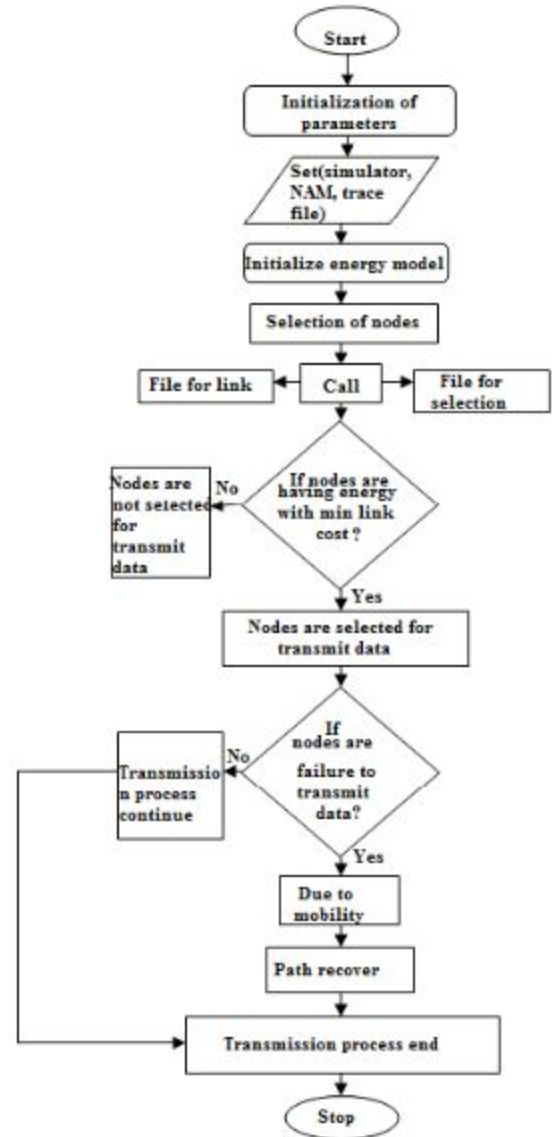 Start
Initialization of
parameters
Set(simulator,
NAM, trace
file)
Initialize energy model
Selection of nodes
File for link
Call
File for
selection
If nodes are
having energy
with min link
cost ?
No
Nodes are
not selected
for
transmit
data
Yes
Nodes are selected for
transmit data
If
nodes are
failure to
transmit
data?
No
Transmissio
n process
continue
Yes
Due to
mobility
Path recover
Transmission process end
Stop